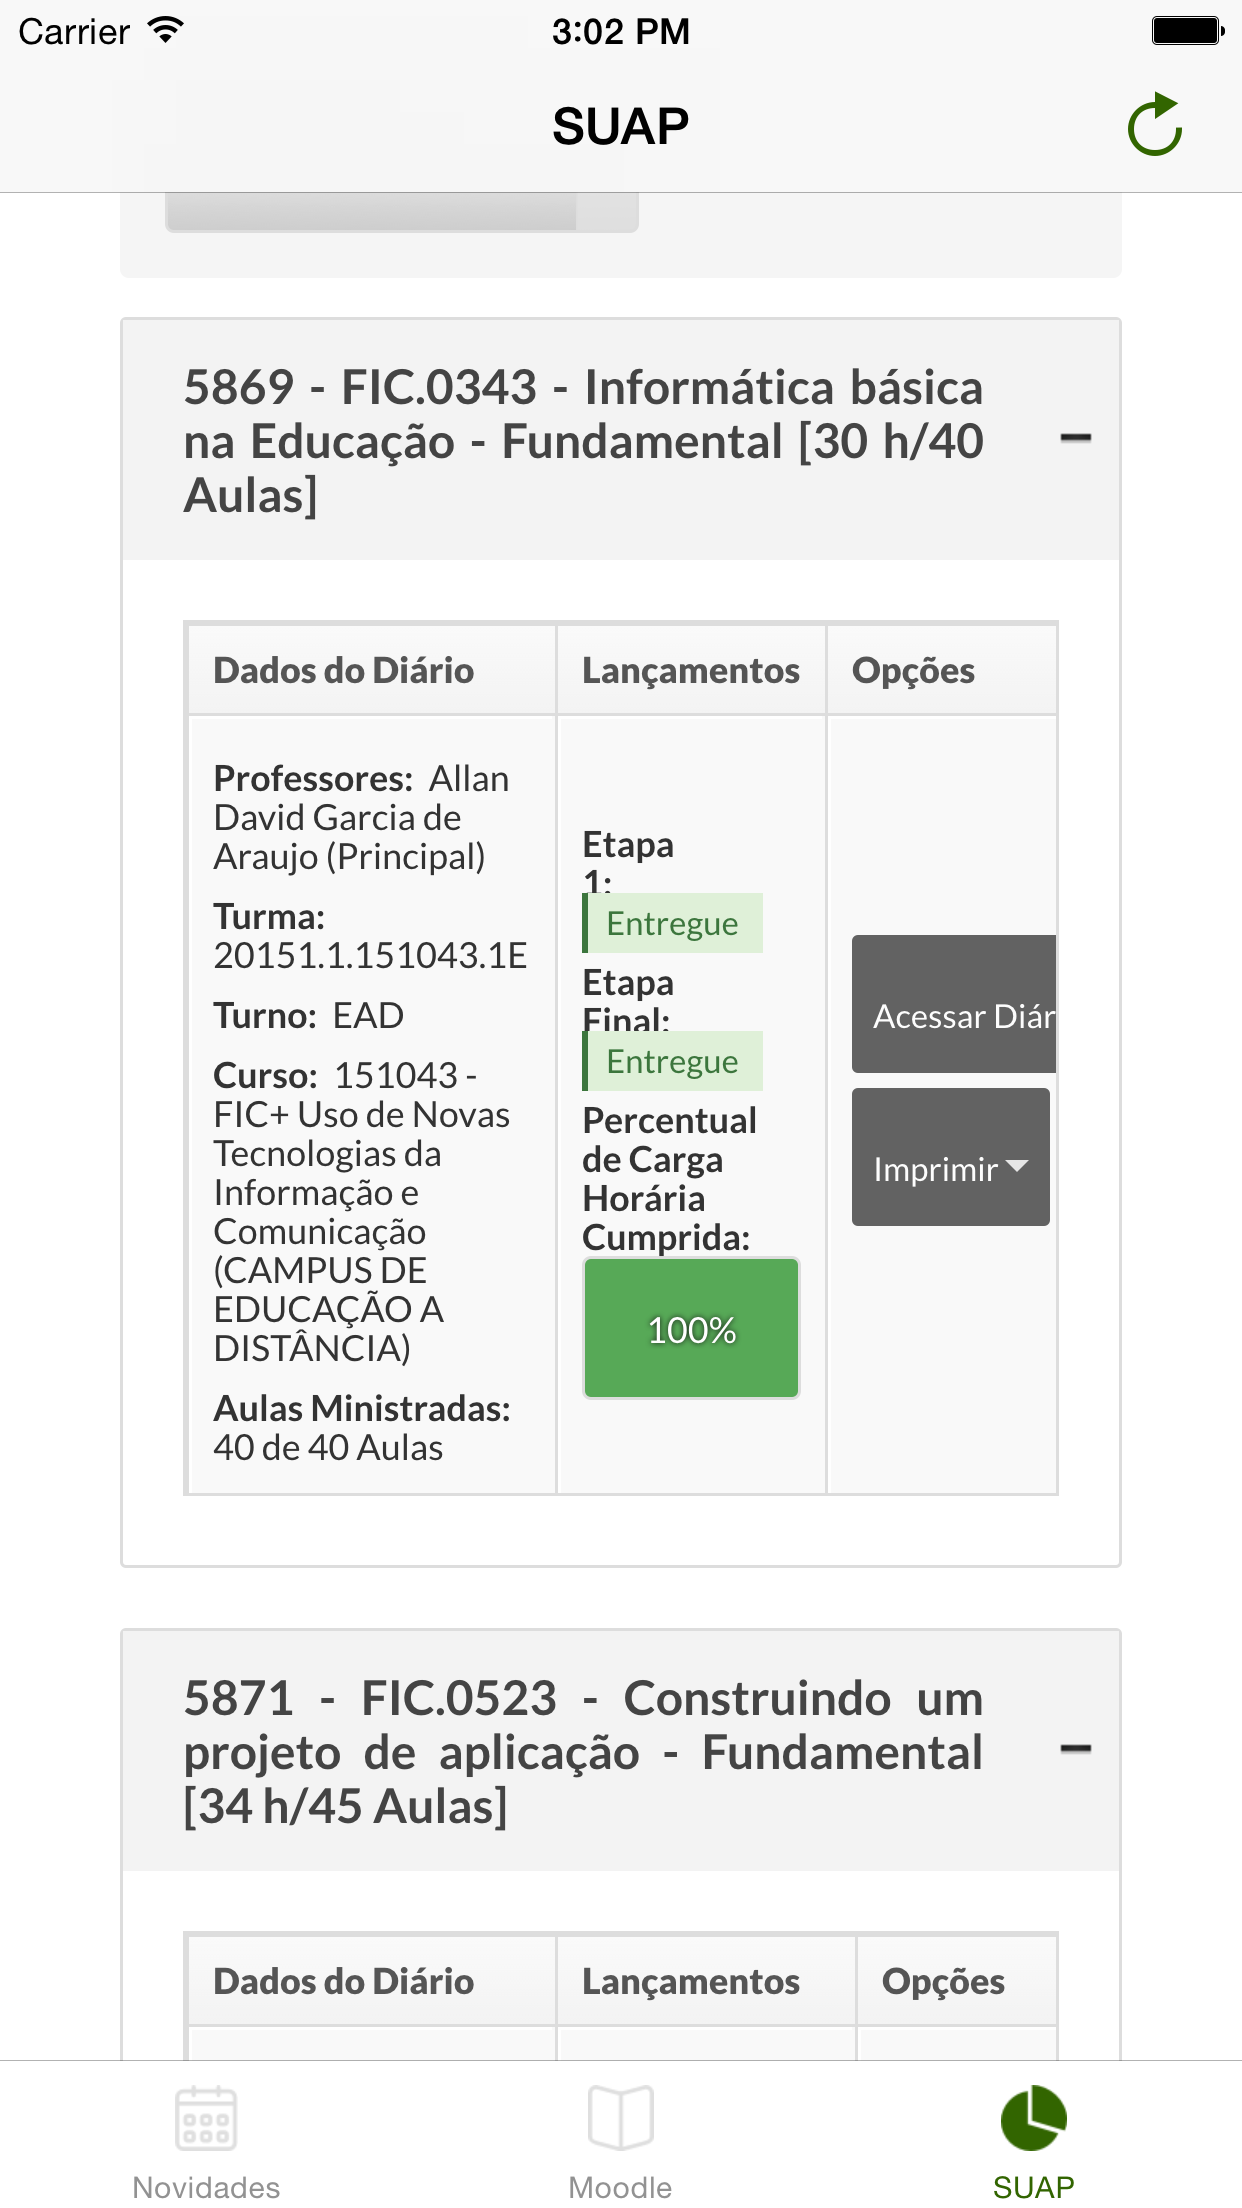 Carrier
3:02 PM
SUAP
5869 - FIC.0343 - Informática básica
na Educação - Fundamental [30 h/40
Aulas]
Dados do Diário
Lançamentos
Opções
Professores: Allan
David Garcia de
Araujo (Principal)
Turma:
20151.1.151043.1E
Turno: EAD
Curso: 151043 -
FIC+ Uso de Novas
Tecnologias da
Informação e
Comunicação
(CAMPUS DE
EDUCAÇÃO A
DISTÂNCIA)
Aulas Ministradas:
40 de 40 Aulas
Etapa
1:
Entregue
Etapa
Final:
Entregue
Percentual
de Carga
Horária
Cumprida:
100%
Acessar Diár
Imprimir
5871 - FIC.0523 - Construindo um
projeto de aplicação - Fundamental
[34 h/45 Aulas]
Dados do Diário
Lançamentos
Opções
Novidades
Moodle
SUAP